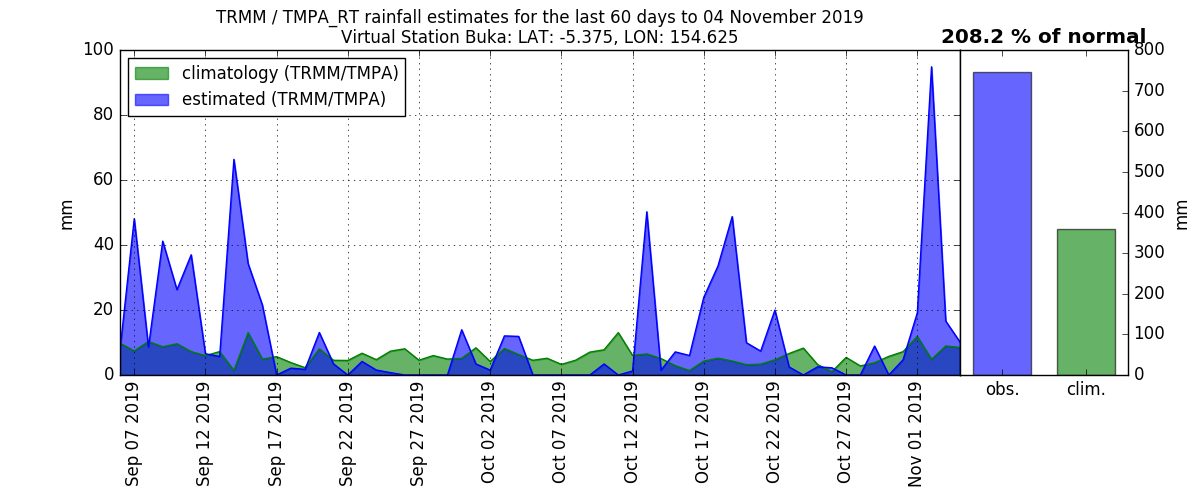 TRMM / TMPA_RT rainfall estimates for the last 60 days to 04 November 2019
Virtual Station Buka: LAT: -5.375, LON: 154.625
208.2 % of normal
climatology (TRMM/TMPA)
estimated (TRMM/TMPA)
100
80
60
40
20
0
mm
Sep 07 2019
Sep 12 2019
Sep 17 2019
Sep 22 2019
Sep 27 2019
Oct 02 2019
Oct 07 2019
Oct 12 2019
Oct 17 2019
Oct 22 2019
Oct 27 2019
Nov 01 2019
obs.
clim.
800
700
600
500
400
300
200
100
0
mm